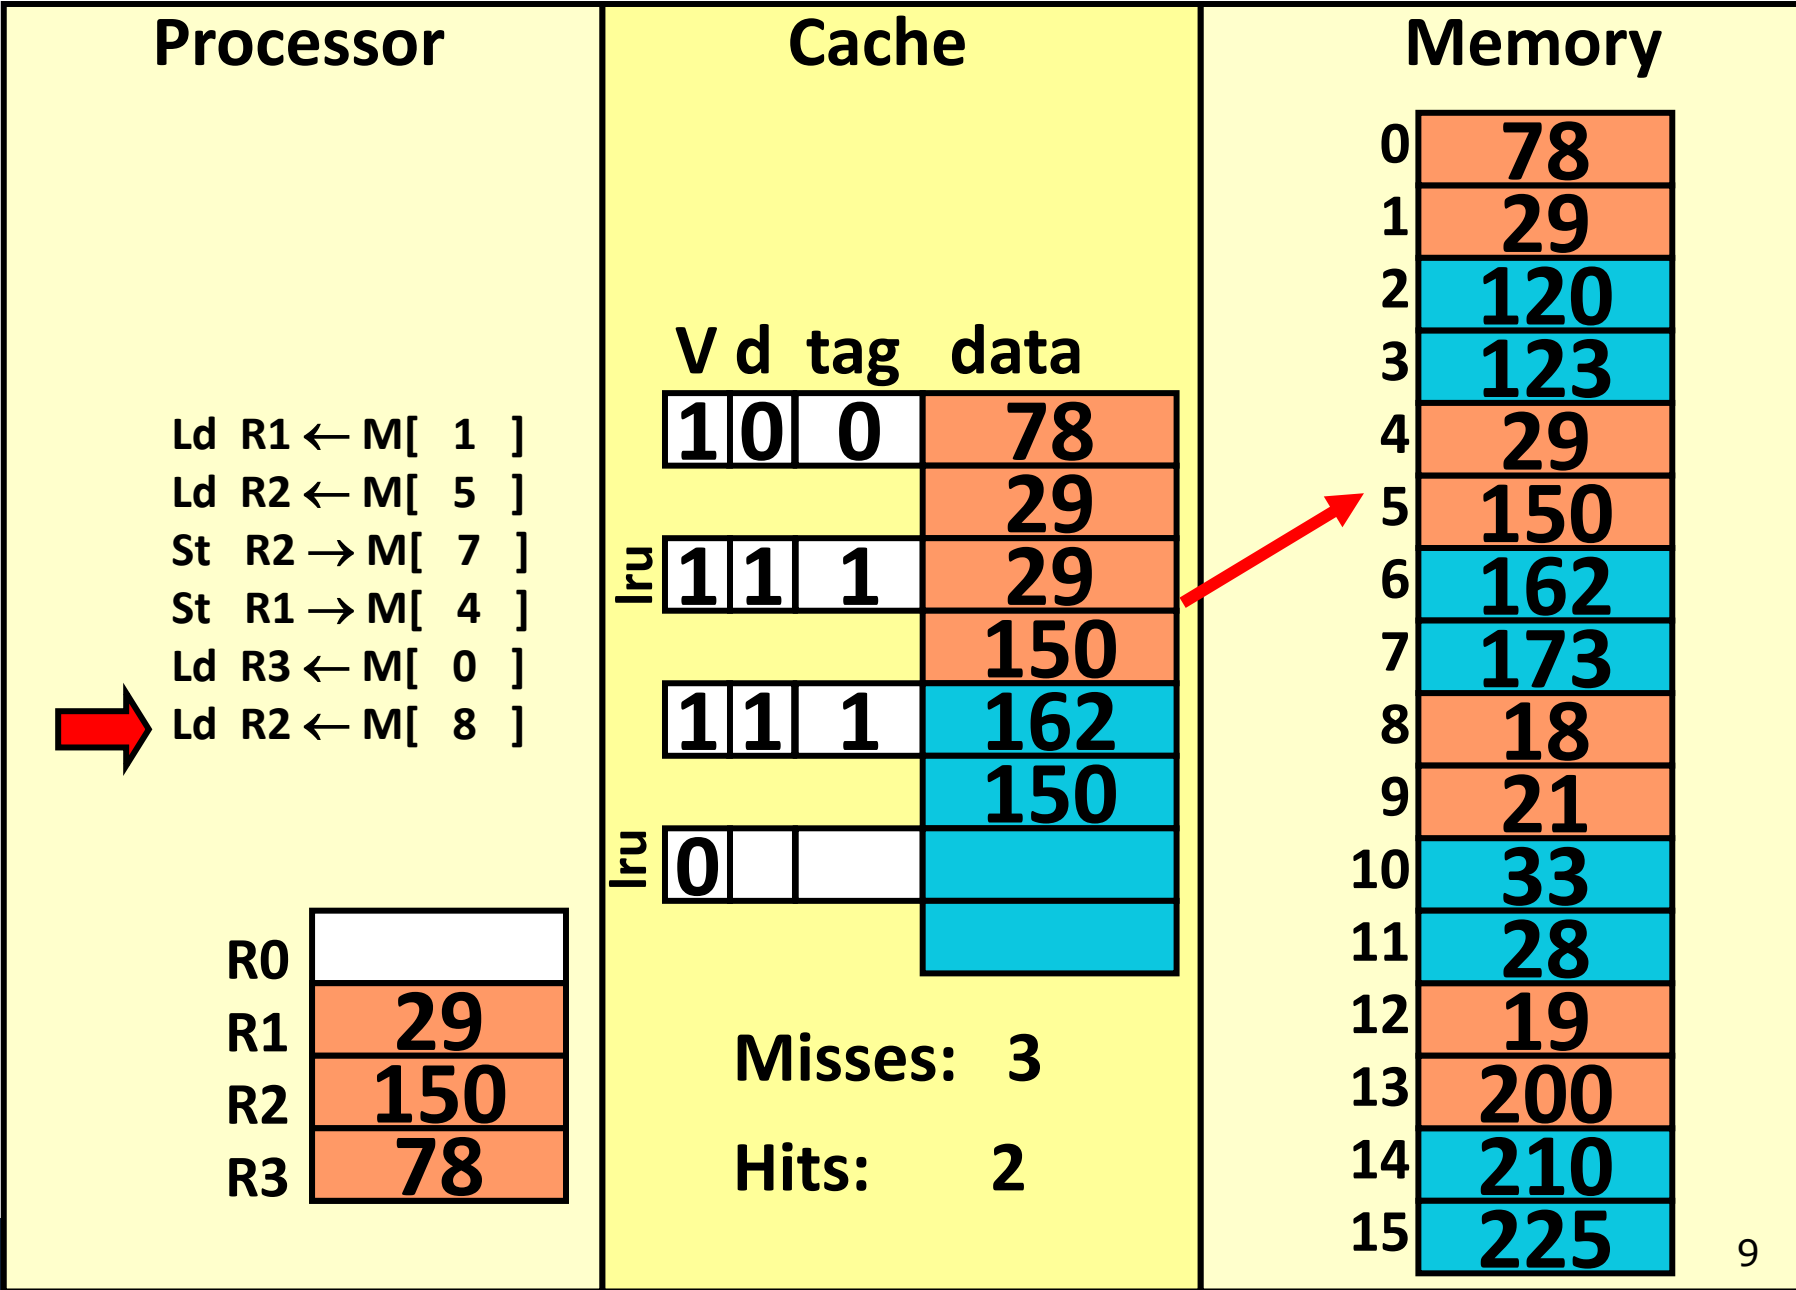 Processor
Ld R1 ← M[ 1 ]
Ld R2 ← M[ 5 ]
St R2 → M[ 7 ]
St R1 → M[ 4 ]
Ld R3 ← M[ 0 ]
Ld R2 ← M[ 8 ]
R0
R1 29
R2 150
R3 78
Cache
V d tag data
1 0 0 78
29
lru 1 1 1 29
150
1 1 1 162
150
lru 0
Misses: 3
Hits: 2
Memory
0 78
1 29
2 120
3 123
4 29
5 150
6 162
7 173
8 18
9 21
10 33
11 28
12 19
13 200
14 210
15 225
9